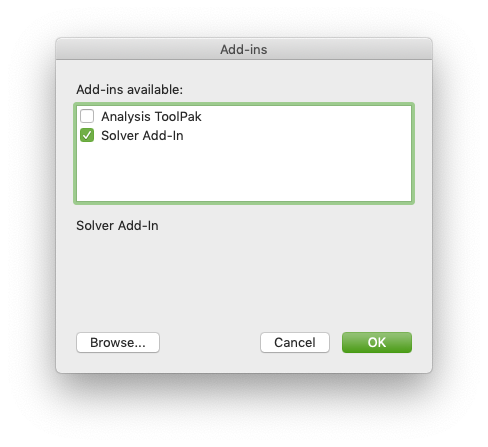 Add-ins
Add-ins available:
Analysis ToolPak
Solver Add-In
Solver Add-In
Browse...
Cancel
OK